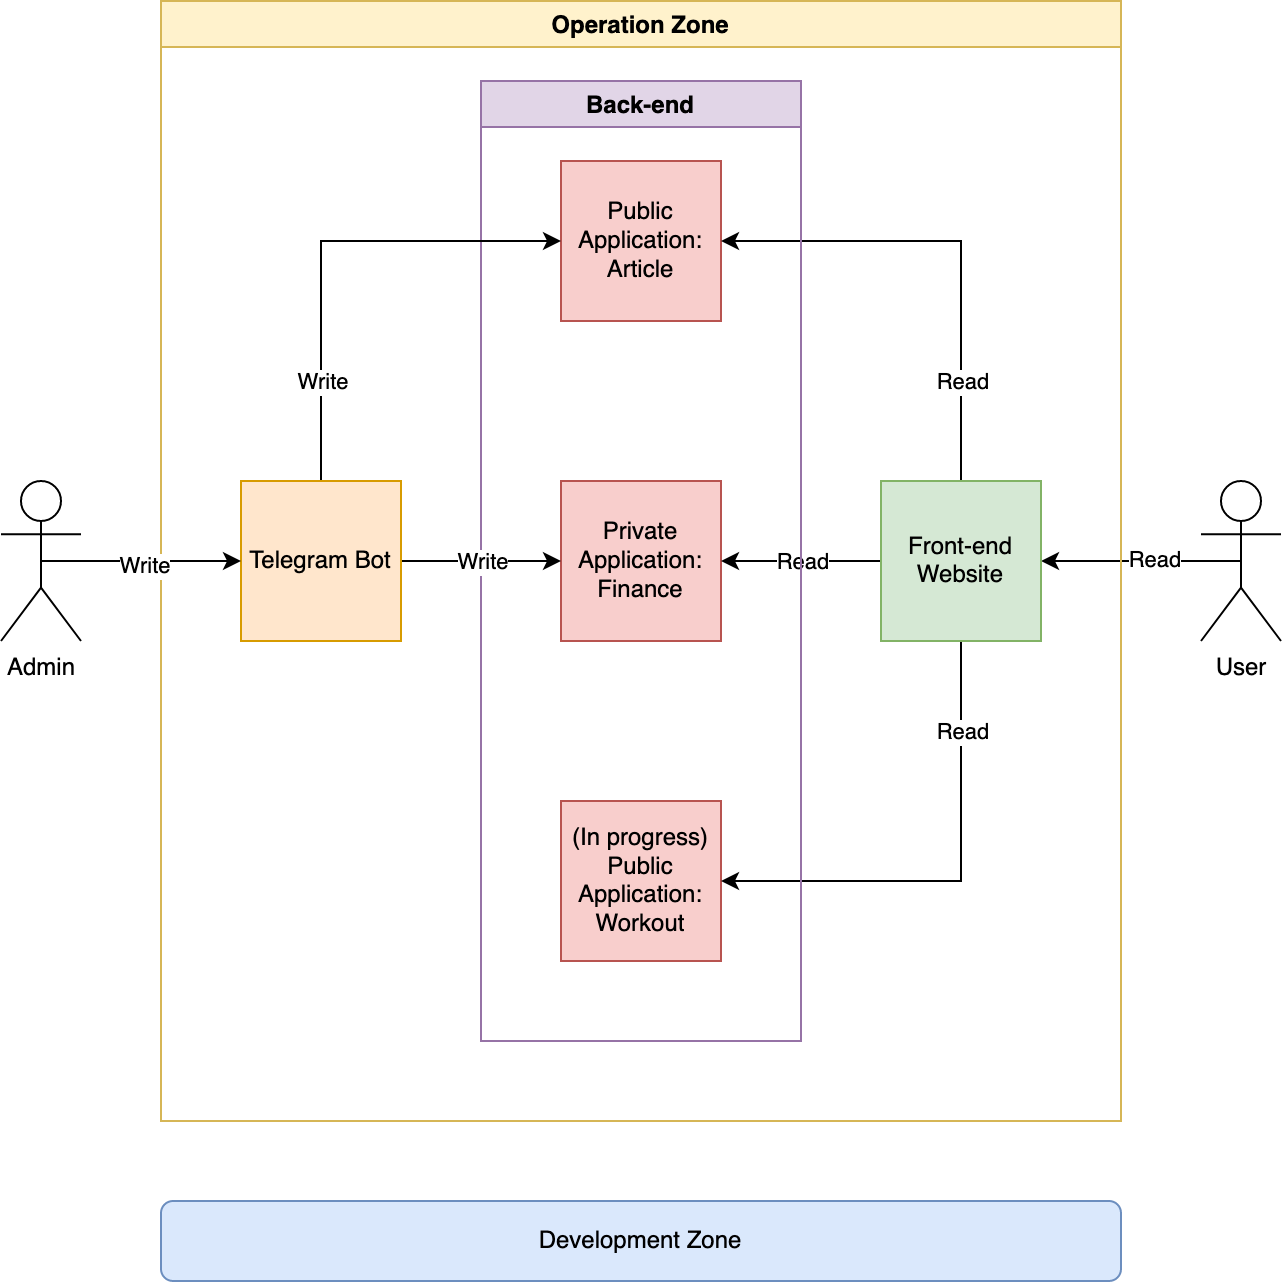 Operation Zone
Back-end
Public
Application:
Article
Write
Read
Write
Telegram Bot
Write
Private
Application:
Finance
Read
Front-end
Website
Read
Admin
User
Read
(In progress)
Public
Application:
Workout
Development Zone